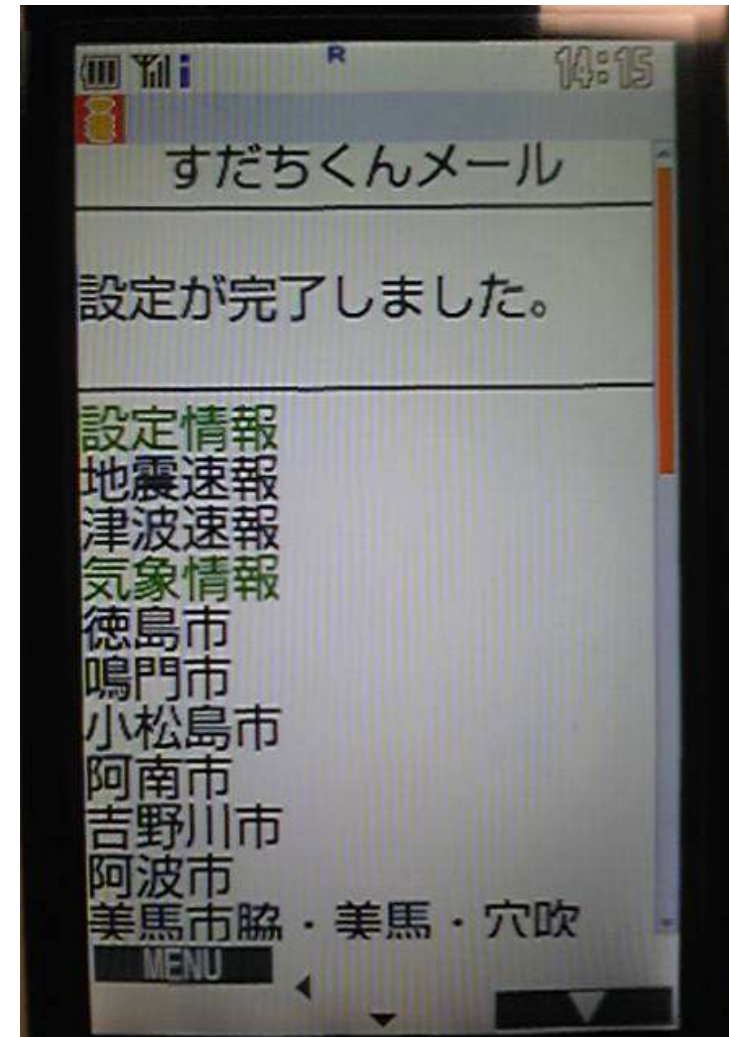 R
14:15
すだちくんメール
設定が完了しました。
設定情報
地震速報
津波速報
気象情報
徳島市
鳴門市
小松島市
阿南市
吉野川市
阿波市
美馬市脇・美馬・穴吹
MENU